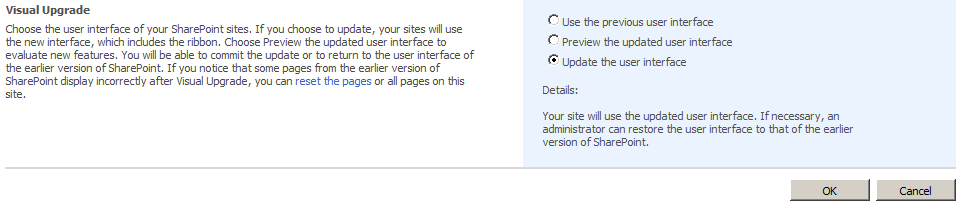 Visual Upgrade
Choose the user interface of your SharePoint sites. If you choose to update, your sites will use
the new interface, which includes the ribbon. Choose Preview the updated user interface to
evaluate new features. You will be able to commit the update or to return to the user interface of
the earlier version of SharePoint. If you notice that some pages from the earlier version of
SharePoint display incorrectly after Visual Upgrade, you can reset the pages or all pages on this
site.
Use the previous user interface
Preview the updated user interface
Update the user interface
Details:
Your site will use the updated user interface. If necessary, an
administrator can restore the user interface to that of the earlier
version of SharePoint.
OK
Cancel